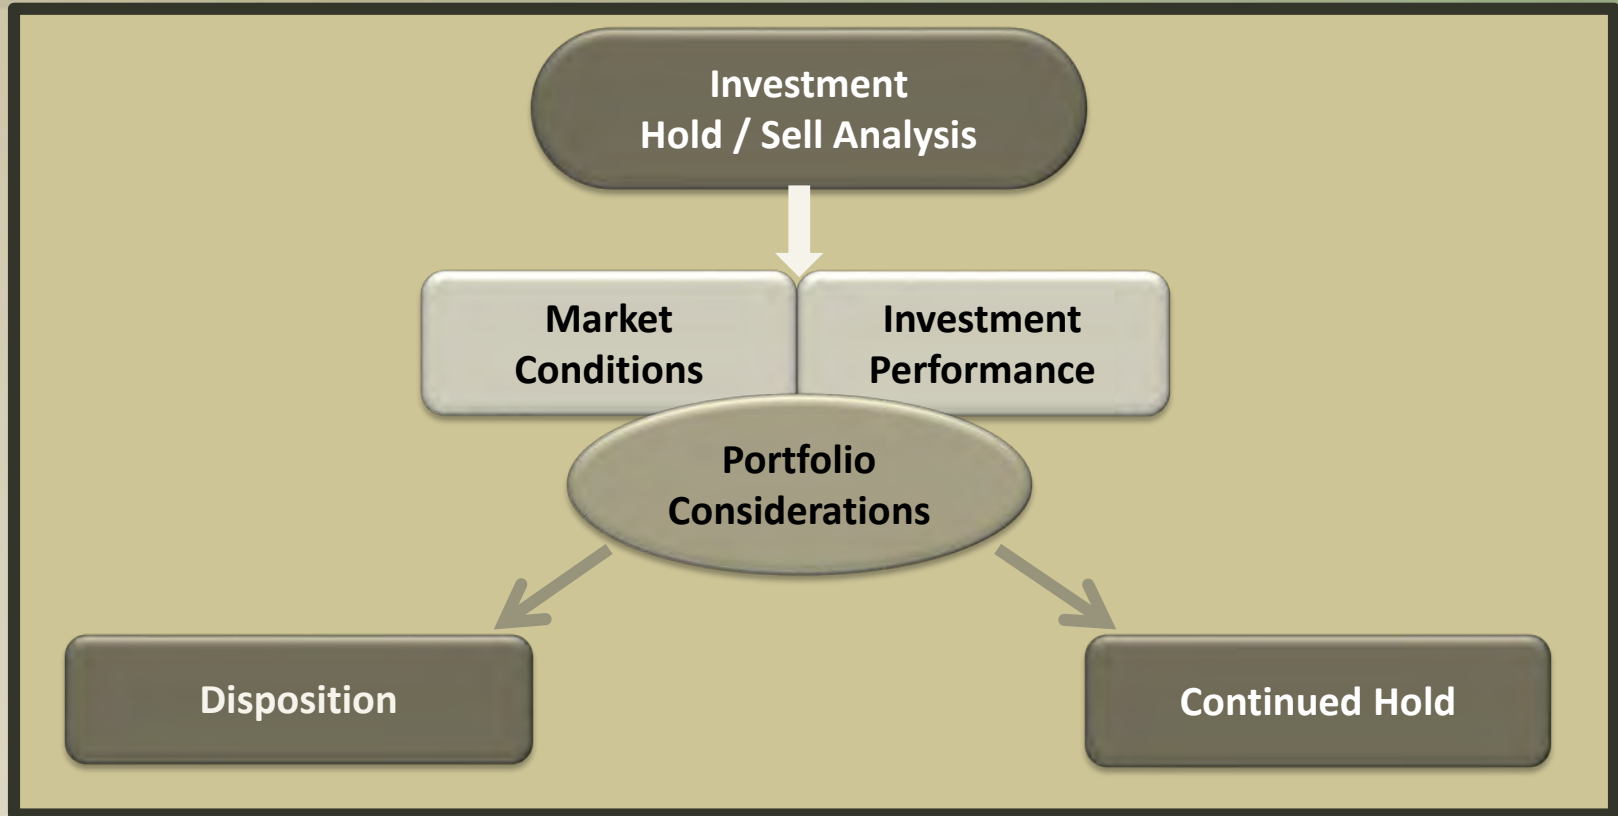 Investment
Hold / Sell Analysis
Market
Conditions
Investment
Performance
Portfolio
Considerations
Disposition
Continued Hold